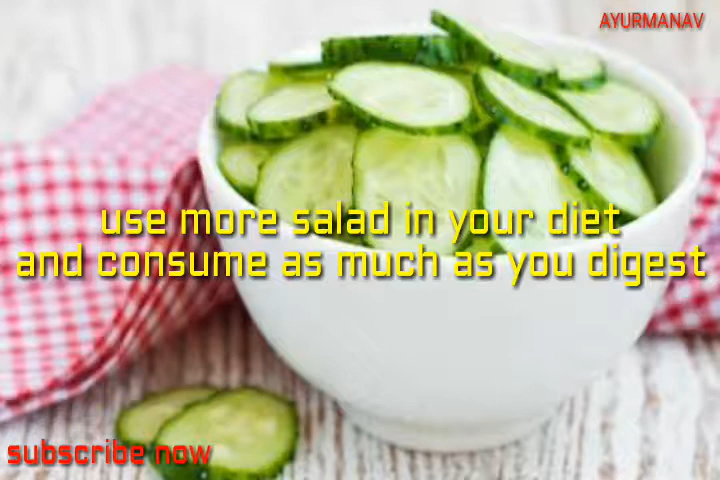 AYURMANAV
use more salad in your diet
and consume as much as you digest
subscribe now